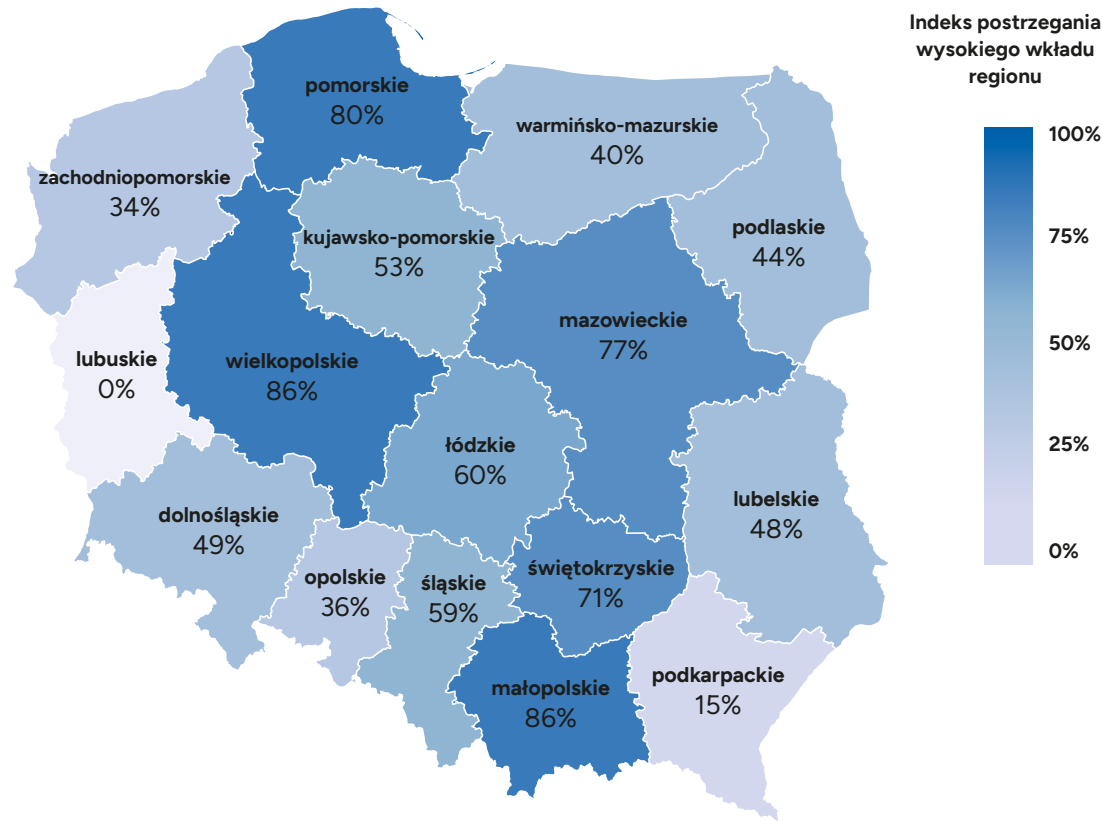 Indeks postrzegania
wysokiego wkładu
regionu
100%
75%
50%
25%
0%
pomorskie
80%
warmińsko-mazurskie
40%
zachodniopomorskie
34%
kujawsko-pomorskie
53%
podlaskie
44%
mazowieckie
77%
lubuskie
0%
wielkopolskie
86%
łódzkie
60%
lubelskie
48%
dolnośląskie
49%
opolskie
36%
śląskie
59%
świętokrzyskie
71%
małopolskie
86%
podkarpackie
15%